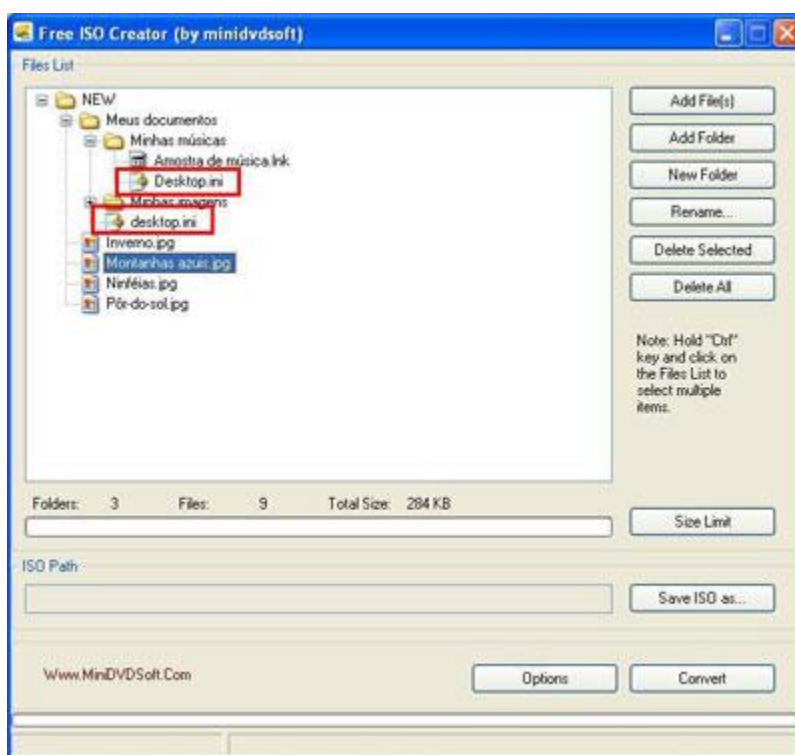 Free ISO Creator (by minidvdsoft)
Files List
NEW
Meus documentos
Minhas músicas
Amostra de música.lnk
Desktop.ini
Minhas imagens
desktop.ini
Inverno.jpg
Montanhas azuis.jpg
Ninféias.jpg
Pôr-do-sol.jpg
Add File(s)
Add Folder
New Folder
Rename...
Delete Selected
Delete All
Note: Hold "Ctrl"
key and click on
the Files List to
select multiple
items.
Folders: 3 Files: 9 Total Size: 284 KB
Size Limit
ISO Path
Save ISO as...
Www.MiniDVDSoft.Com
Options
Convert